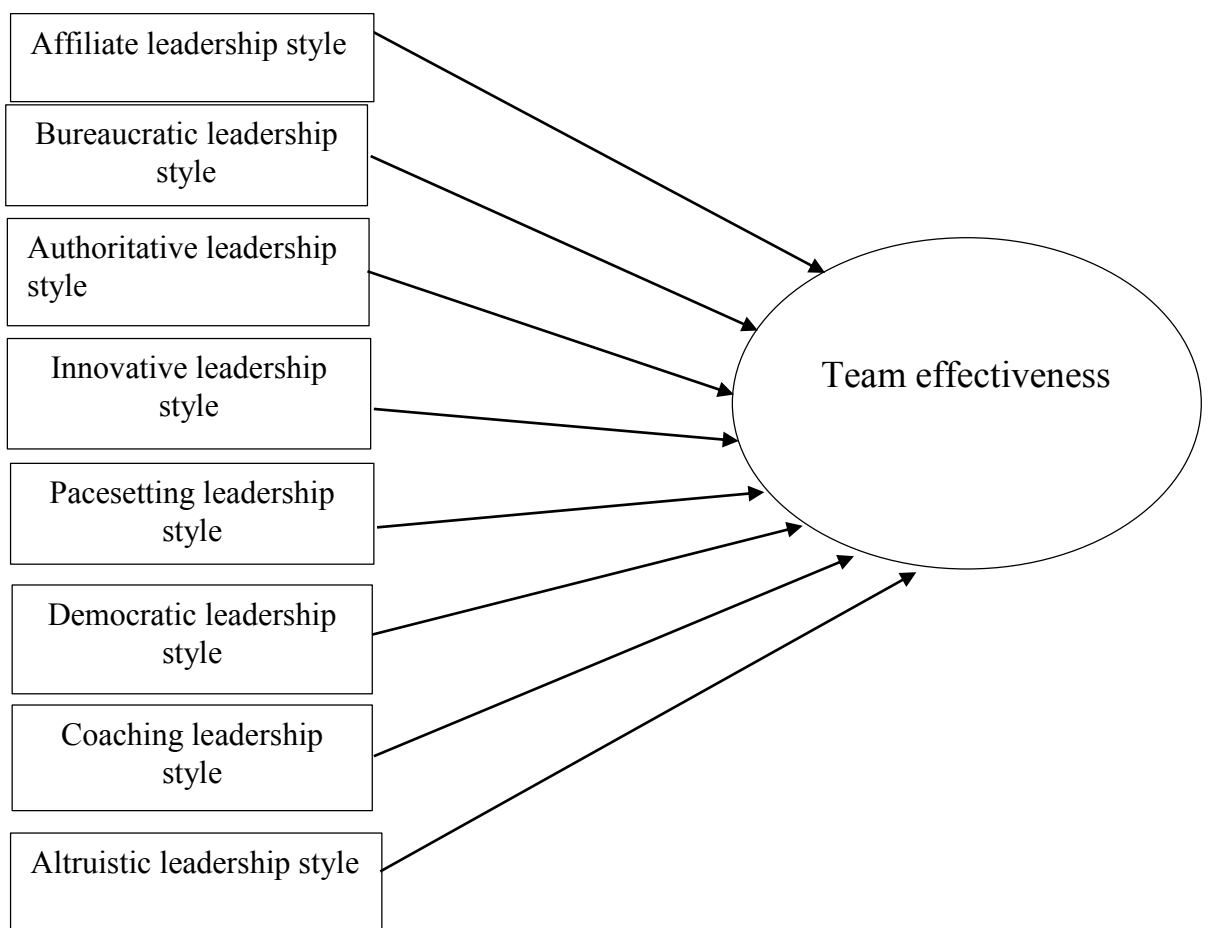 Affiliate leadership style
Bureaucratic leadership
style
Authoritative leadership
style
Innovative leadership
style
Pacesetting leadership
style
Democratic leadership
style
Coaching leadership
style
Altruistic leadership style
Team effectiveness